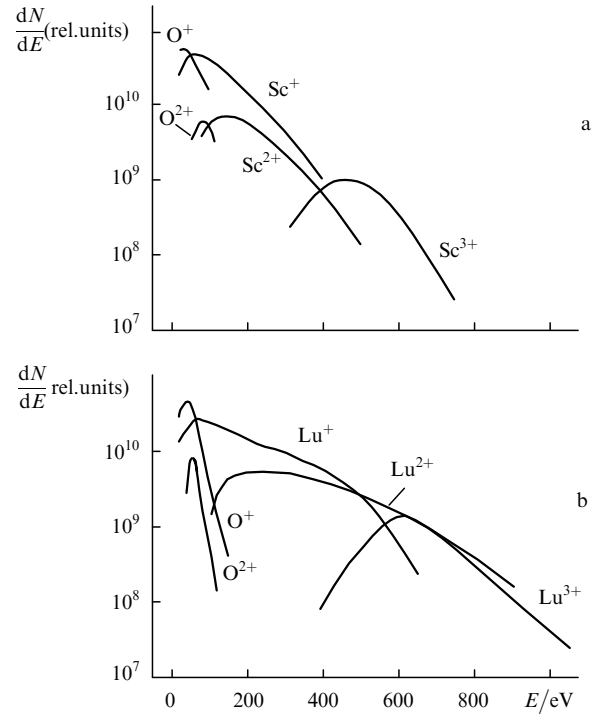 dN
dE (rel.units)
O⁺
10¹⁰
Sc⁺
a
O²⁺
Sc²⁺
10⁹
Sc³⁺
10⁸
10⁷
dN
dE rel.units)
Lu⁺
10¹⁰
Lu²⁺
b
10⁹
O⁺
O²⁺
Lu³⁺
10⁸
10⁷
0 200 400 600 800 E/eV